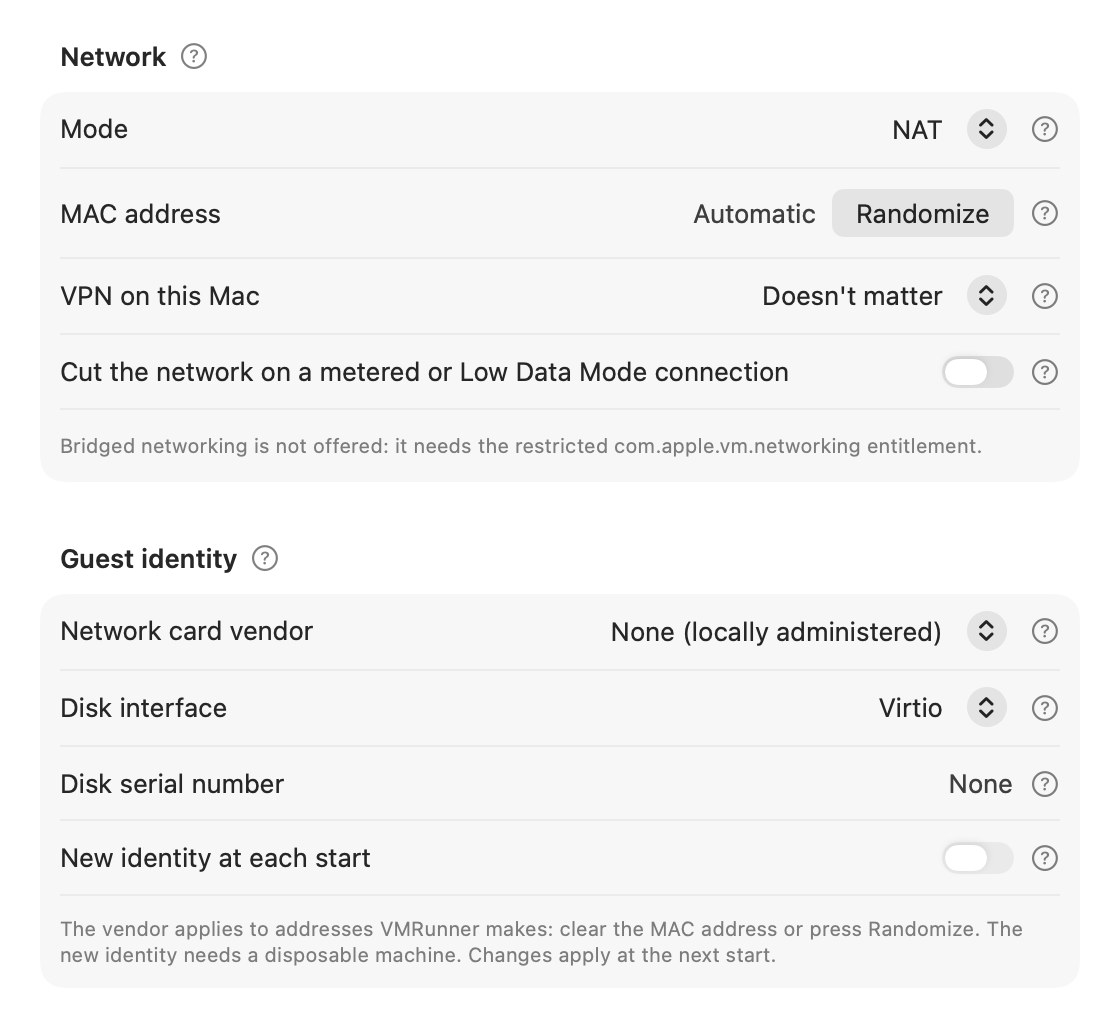 Network ?
Mode NAT ?
MAC address Automatic Randomize ?
VPN on this Mac Doesn't matter ?
Cut the network on a metered or Low Data Mode connection ?
Bridged networking is not offered: it needs the restricted com.apple.vm.networking entitlement.
Guest identity ?
Network card vendor None (locally administered) ?
Disk interface Virtio ?
Disk serial number None ?
New identity at each start ?
The vendor applies to addresses VMRunner makes: clear the MAC address or press Randomize. The
new identity needs a disposable machine. Changes apply at the next start.